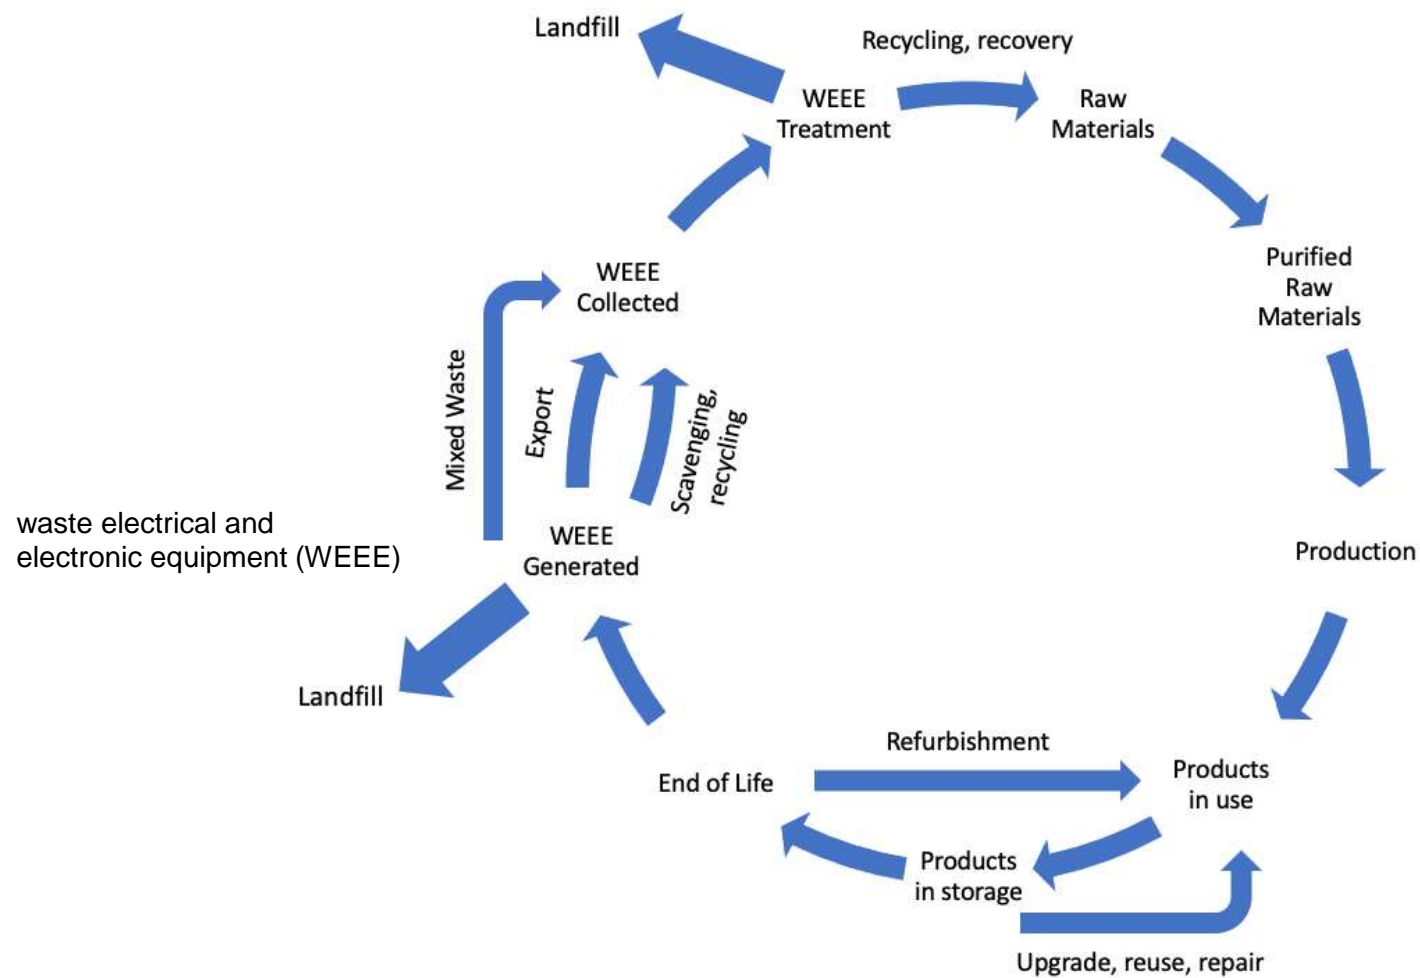 Landfill
Recycling, recovery
WEEE
Treatment
Raw
Materials
Purified
Raw
Materials
WEEE
Collected
Mixed Waste
Export
Scavenging,
recycling
waste electrical and
electronic equipment (WEEE)
WEEE
Generated
Production
Landfill
Refurbishment
End of Life
Products
in use
Products
in storage
Upgrade, reuse, repair